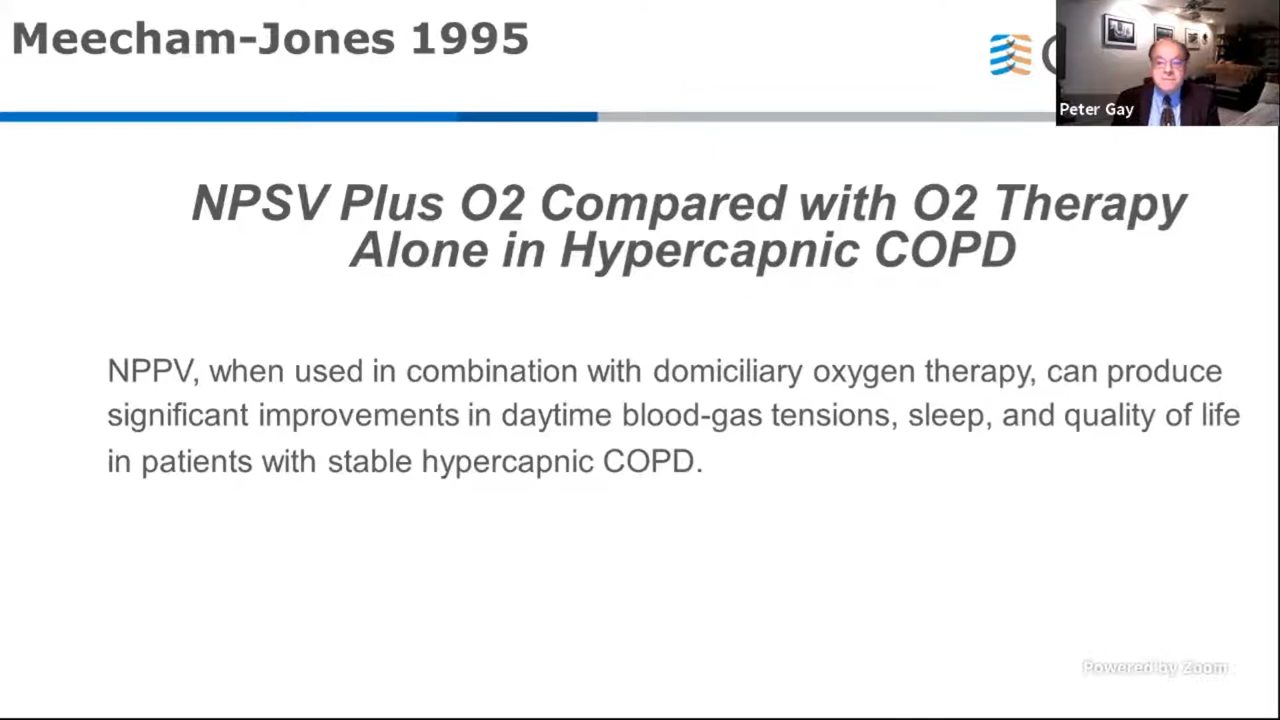 Meecham-Jones 1995
Peter Gay
NPSV Plus O2 Compared with O2 Therapy
Alone in Hypercapnic COPD
NPPV, when used in combination with domiciliary oxygen therapy, can produce
significant improvements in daytime blood-gas tensions, sleep, and quality of life
in patients with stable hypercapnic COPD.
Powered by Zoom